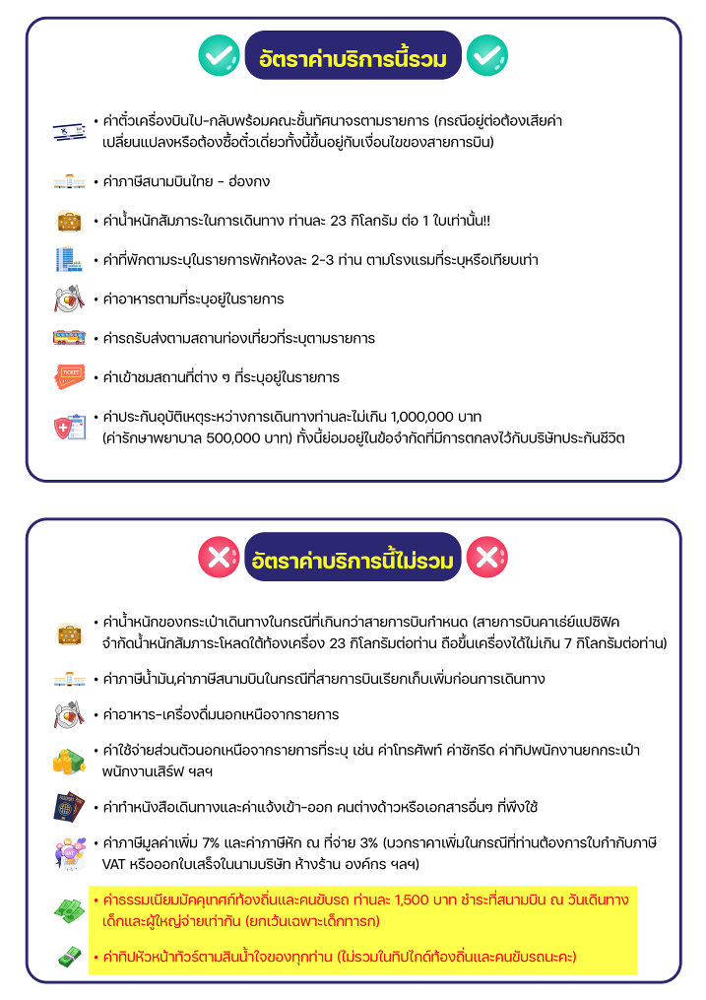 อัตราค่าบริการนี้รวม
• ค่าตั๋วเครื่องบินไป-กลับพร้อมคณะชั้นทัศนาจรตามรายการ (กรณีอยู่ต่อต้องเสียค่า
เปลี่ยนแปลงหรือต้องซื้อตั๋วเดี่ยวทั้งนี้ขึ้นอยู่กับเงื่อนไขของสายการบิน)
• ค่าภาษีสนามบินไทย - ฮ่องกง
• ค่าน้ำหนักสัมภาระในการเดินทาง ท่านละ 23 กิโลกรัม ต่อ 1 ใบเท่านั้น!!
• ค่าที่พักตามระบุในรายการพักห้องละ 2-3 ท่าน ตามโรงแรมที่ระบุหรือเทียบเท่า
• ค่าอาหารตามที่ระบุอยู่ในรายการ
• ค่ารถรับส่งตามสถานท่องเที่ยวที่ระบุตามรายการ
TICKET
• ค่าเข้าชมสถานที่ต่าง ๆ ที่ระบุอยู่ในรายการ
• ค่าประกันอุบัติเหตุระหว่างการเดินทางท่านละไม่เกิน 1,000,000 บาท
(ค่ารักษาพยาบาล 500,000 บาท) ทั้งนี้ย่อมอยู่ในข้อจำกัดที่มีการตกลงไว้กับบริษัทประกันชีวิต
อัตราค่าบริการนี้ไม่รวม
• ค่าน้ำหนักของกระเป๋าเดินทางในกรณีที่เกินกว่าสายการบินกำหนด (สายการบินคาเธ่ย์แปซิฟิค
จำกัดน้ำหนักสัมภาระโหลดใต้ท้องเครื่อง 23 กิโลกรัมต่อท่าน ถือขึ้นเครื่องได้ไม่เกิน 7 กิโลกรัมต่อท่าน)
• ค่าภาษีน้ำมัน,ค่าภาษีสนามบินในกรณีที่สายการบินเรียกเก็บเพิ่มก่อนการเดินทาง
• ค่าอาหาร-เครื่องดื่มนอกเหนือจากรายการ
• ค่าใช้จ่ายส่วนตัวนอกเหนือจากรายการที่ระบุ เช่น ค่าโทรศัพท์ ค่าซักรีด ค่าทิปพนักงานยกกระเป๋า
พนักงานเสิร์ฟ ฯลฯ
• ค่าทำหนังสือเดินทางและค่าแจ้งเข้า-ออก คนต่างด้าวหรือเอกสารอื่นๆ ที่พึงใช้
• ค่าภาษีมูลค่าเพิ่ม 7% และค่าภาษีหัก ณ ที่จ่าย 3% (บวกราคาเพิ่มในกรณีที่ท่านต้องการใบกำกับภาษี
VAT หรือออกใบเสร็จในนามบริษัท ห้างร้าน องค์กร ฯลฯ)
• ค่าธรรมเนียมมัคคุเทศก์ท้องถิ่นและคนขับรถ ท่านละ 1,500 บาท ชำระที่สนามบิน ณ วันเดินทาง
เด็กและผู้ใหญ่จ่ายเท่ากัน (ยกเว้นเฉพาะเด็กทารก)
• ค่าทิปหัวหน้าทัวร์ตามสินน้ำใจของทุกท่าน (ไม่รวมในทิปไกด์ท้องถิ่นและคนขับรถนะคะ)